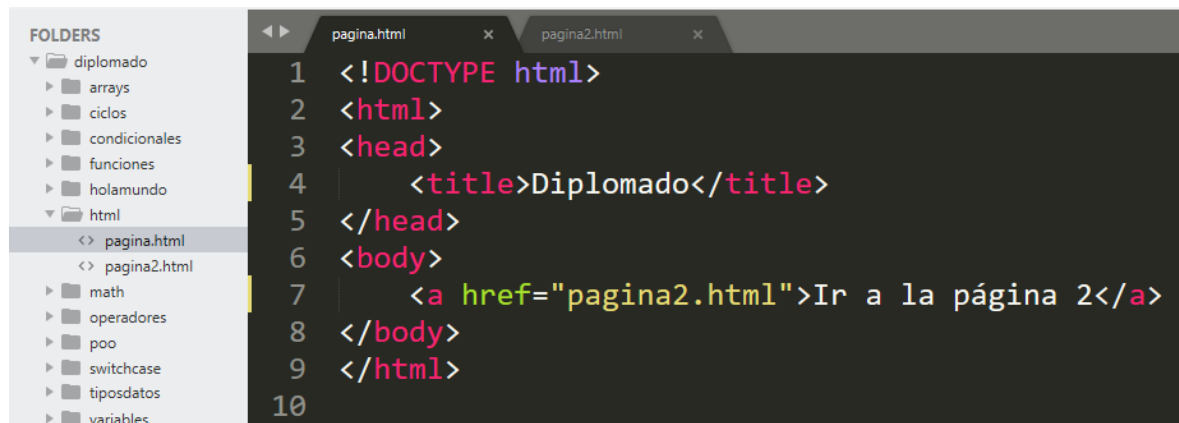 FOLDERS
diplomado
arrays
ciclos
condicionales
funciones
holamundo
html
<> pagina.html
<> pagina2.html
math
operadores
poo
switchcase
tiposdatos
variables
pagina.html ×
pagina2.html ×
1 <!DOCTYPE html>
2 <html>
3 <head>
4 <title>Diplomado</title>
5 </head>
6 <body>
7 <a href="pagina2.html">Ir a la página 2</a>
8 </body>
9 </html>
10